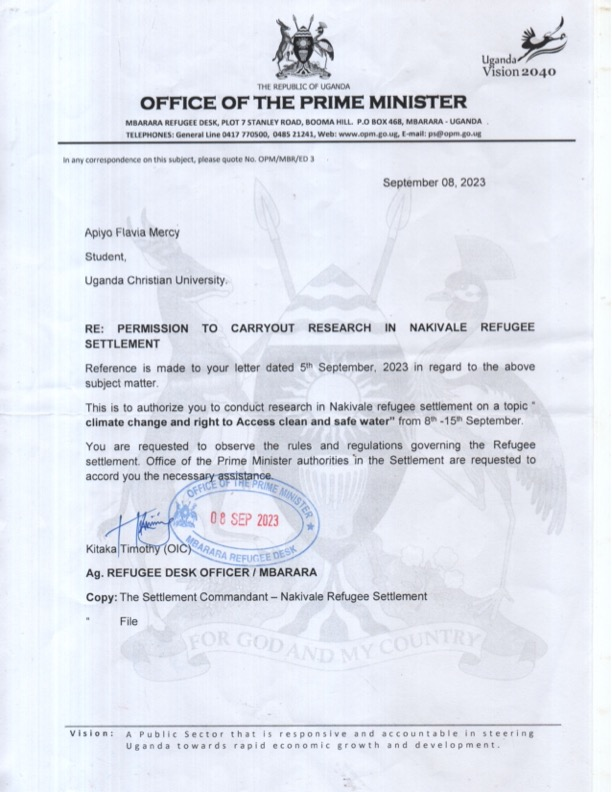 Uganda
Vision 2040
THE REPUBLIC OF UGANDA
OFFICE OF THE PRIME MINISTER
MBARARA REFUGEE DESK, PLOT 7 STANLEY ROAD, BOOMA HILL. P.O BOX 468, MBARARA - UGANDA .
TELEPHONES: General Line 0417 770500, 0485 21241, Web: www.opm.go.ug, E-mail: ps@opm.go.ug
In any correspondence on this subject, please quote No. OPM/MBR/ED 3
September 08, 2023
Apiyo Flavia Mercy
Student,
Uganda Christian University.
RE: PERMISSION TO CARRYOUT RESEARCH IN NAKIVALE REFUGEE
SETTLEMENT
Reference is made to your letter dated 5th September, 2023 in regard to the above
subject matter.
This is to authorize you to conduct research in Nakivale refugee settlement on a topic "
climate change and right to Access clean and safe water" from 8th -15th September.
You are requested to observe the rules and regulations governing the Refugee
settlement. Office of the Prime Minister authorities in the Settlement are requested to
accord you the necessary assistance.
OFFICE OF THE PRIME MINISTER
08 SEP 2023
MBARARA REFUGEE DESK
Kitaka Timothy (OIC)
Ag. REFUGEE DESK OFFICER / MBARARA
Copy: The Settlement Commandant – Nakivale Refugee Settlement
" File
FOR GOD AND MY COUNTRY
Vision: A Public Sector that is responsive and accountable in steering
Uganda towards rapid economic growth and development.